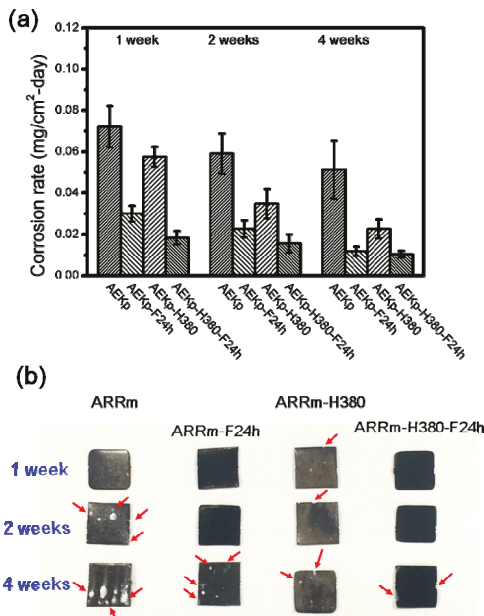 (a)
0.12
0.10
0.08
0.06
0.04
0.02
0.00
Corrosion rate (mg/cm²-day)
1 week 2 weeks 4 weeks
AEKp AEKp-F24h AEKp-H380 AEKp-H380-F24h AEKp AEKp-F24h AEKp-H380 AEKp-H380-F24h AEKp AEKp-F24h AEKp-H380 AEKp-H380-F24h
(b)
ARRm ARRm-H380
ARRm-F24h ARRm-H380-F24h
1 week
2 weeks
4 weeks